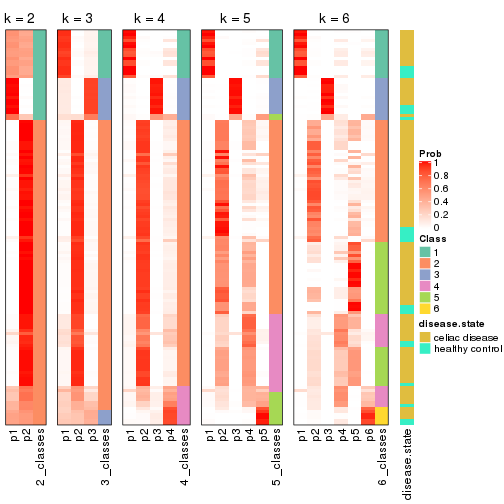 k = 2 k = 3 k = 4 k = 5 k = 6
Prob
1
0.8
0.6
0.4
0.2
0
Class
1
2
3
4
5
6
disease.state
celiac disease
healthy control
p1 p2 2_classes p1 p2 p3 3_classes p1 p2 p3 p4 4_classes p1 p2 p3 p4 p5 5_classes p1 p2 p3 p4 p5 p6 6_classes disease.state